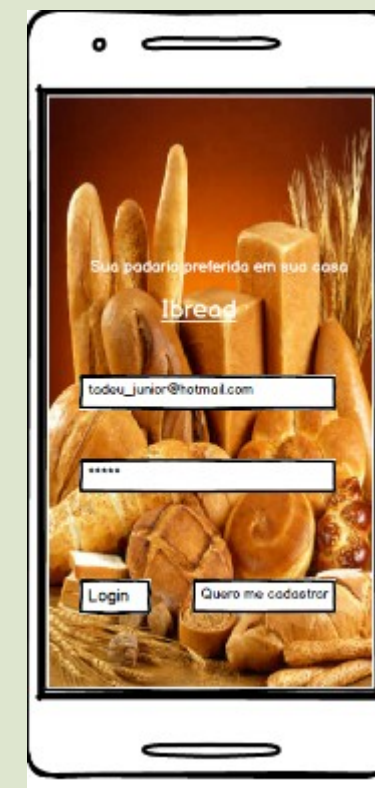 Sua padaria preferida em sua casa
Ibread
tadeu_junior@hotmail.com
*****
Login
Quero me cadastrar